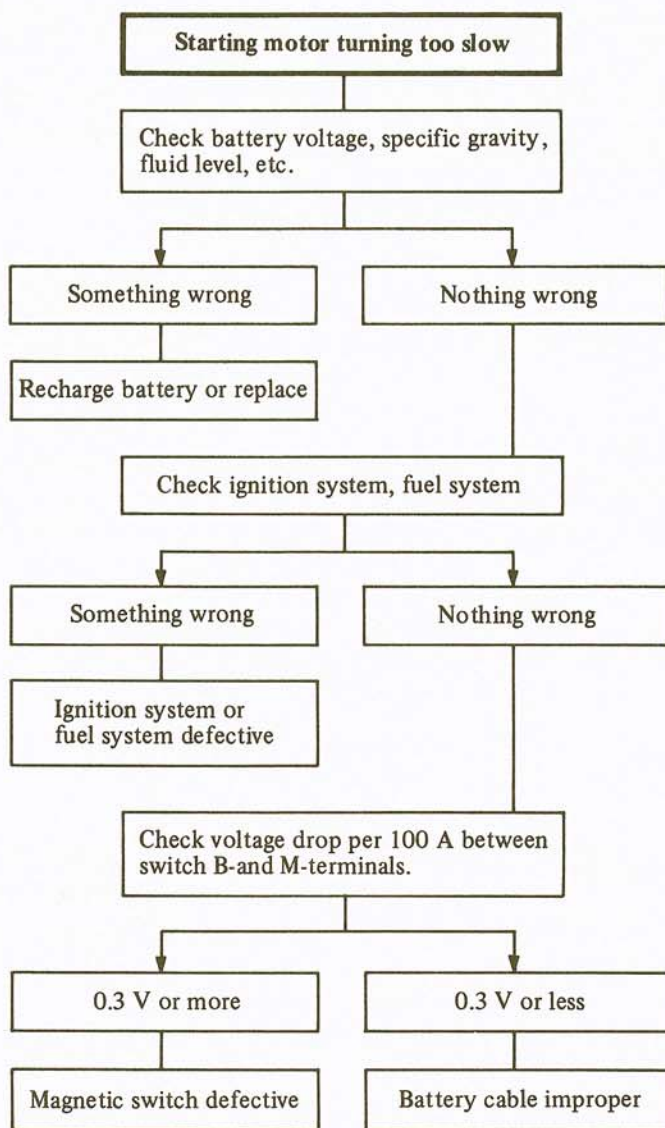 Starting motor turning too slow
Check battery voltage, specific gravity,
fluid level, etc.
Something wrong
Nothing wrong
Recharge battery or replace
Check ignition system, fuel system
Something wrong
Nothing wrong
Ignition system or
fuel system defective
Check voltage drop per 100 A between
switch B-and M-terminals.
0.3 V or more
0.3 V or less
Magnetic switch defective
Battery cable improper